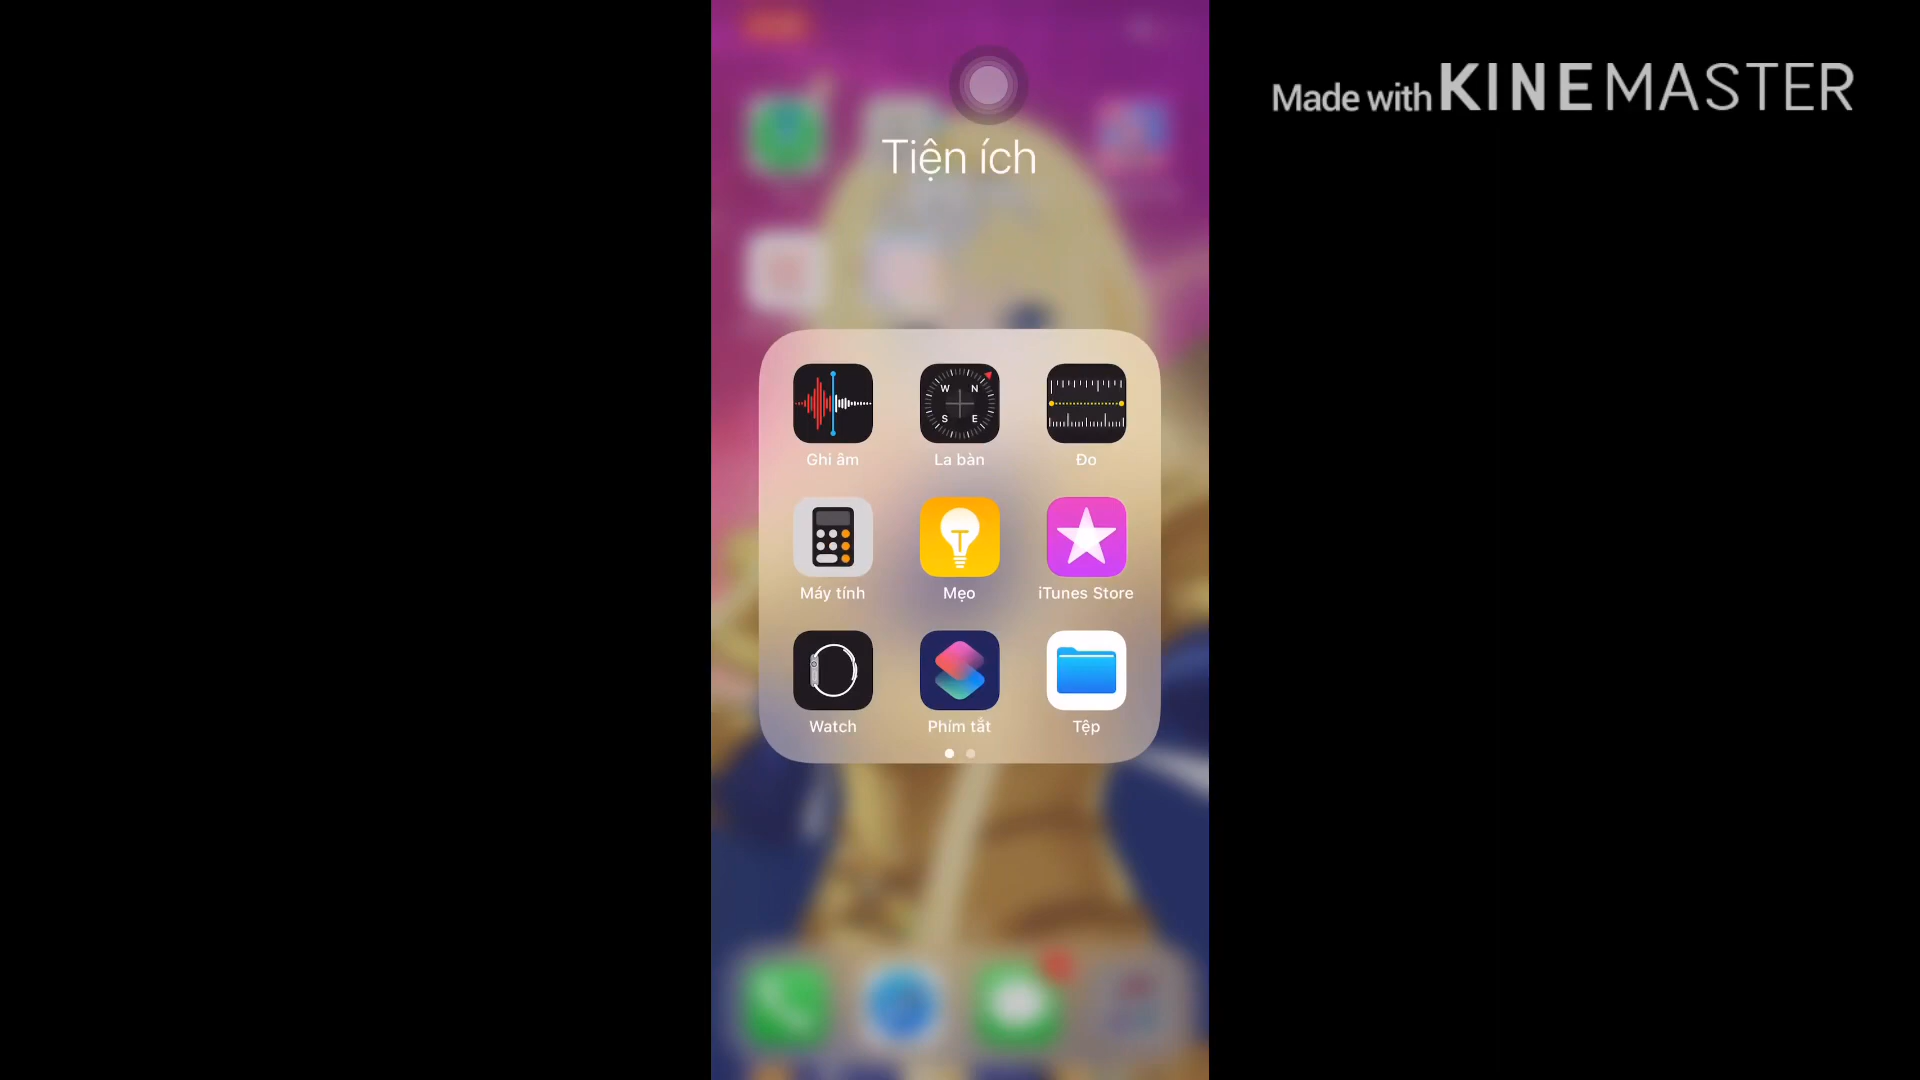 Made with KINEMASTER
Tiện ích
W N
S E
Ghi âm
La bàn
Đo
T
Máy tính
Mẹo
iTunes Store
Watch
Phím tắt
Tệp